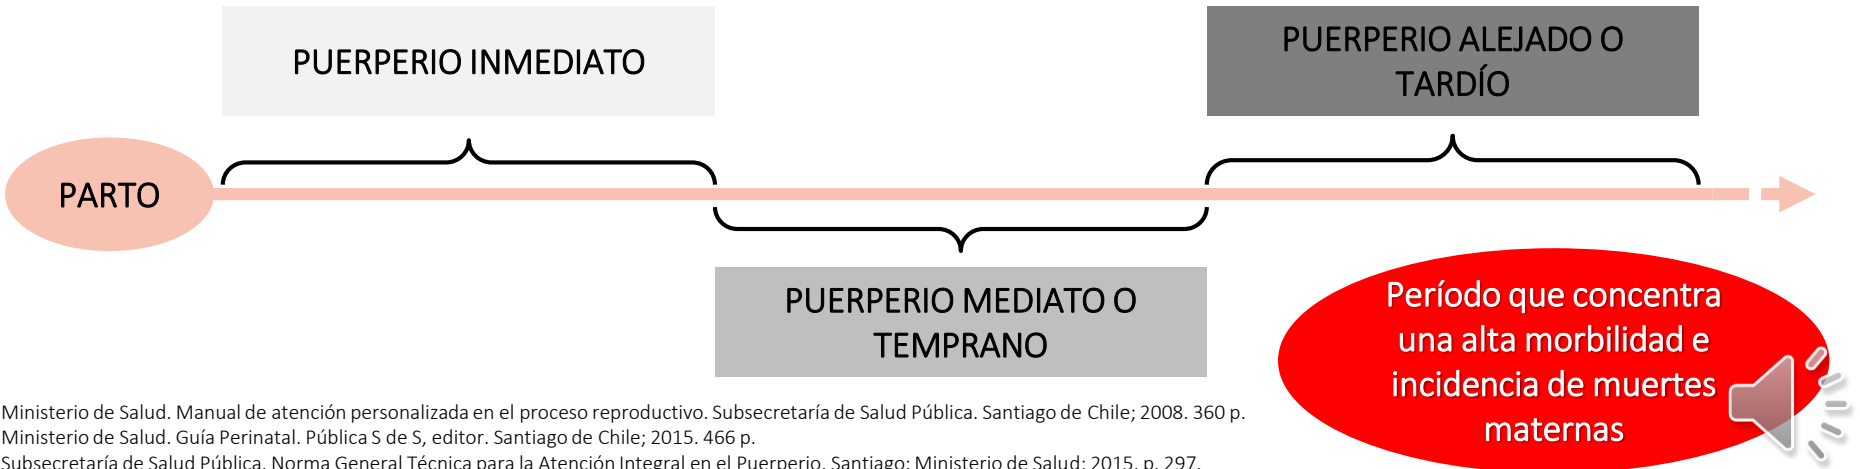 PUERPERIO INMEDIATO
PUERPERIO ALEJADO O
TARDÍO
PARTO
PUERPERIO MEDIATO O
TEMPRANO
Período que concentra
una alta morbilidad e
incidencia de muertes
maternas
Ministerio de Salud. Manual de atención personalizada en el proceso reproductivo. Subsecretaría de Salud Pública. Santiago de Chile; 2008. 360 p.
Ministerio de Salud. Guía Perinatal. Pública S de S, editor. Santiago de Chile; 2015. 466 p.
Subsecretaría de Salud Pública. Norma General Técnica para la Atención Integral en el Puerperio. Santiago: Ministerio de Salud; 2015. p. 297.